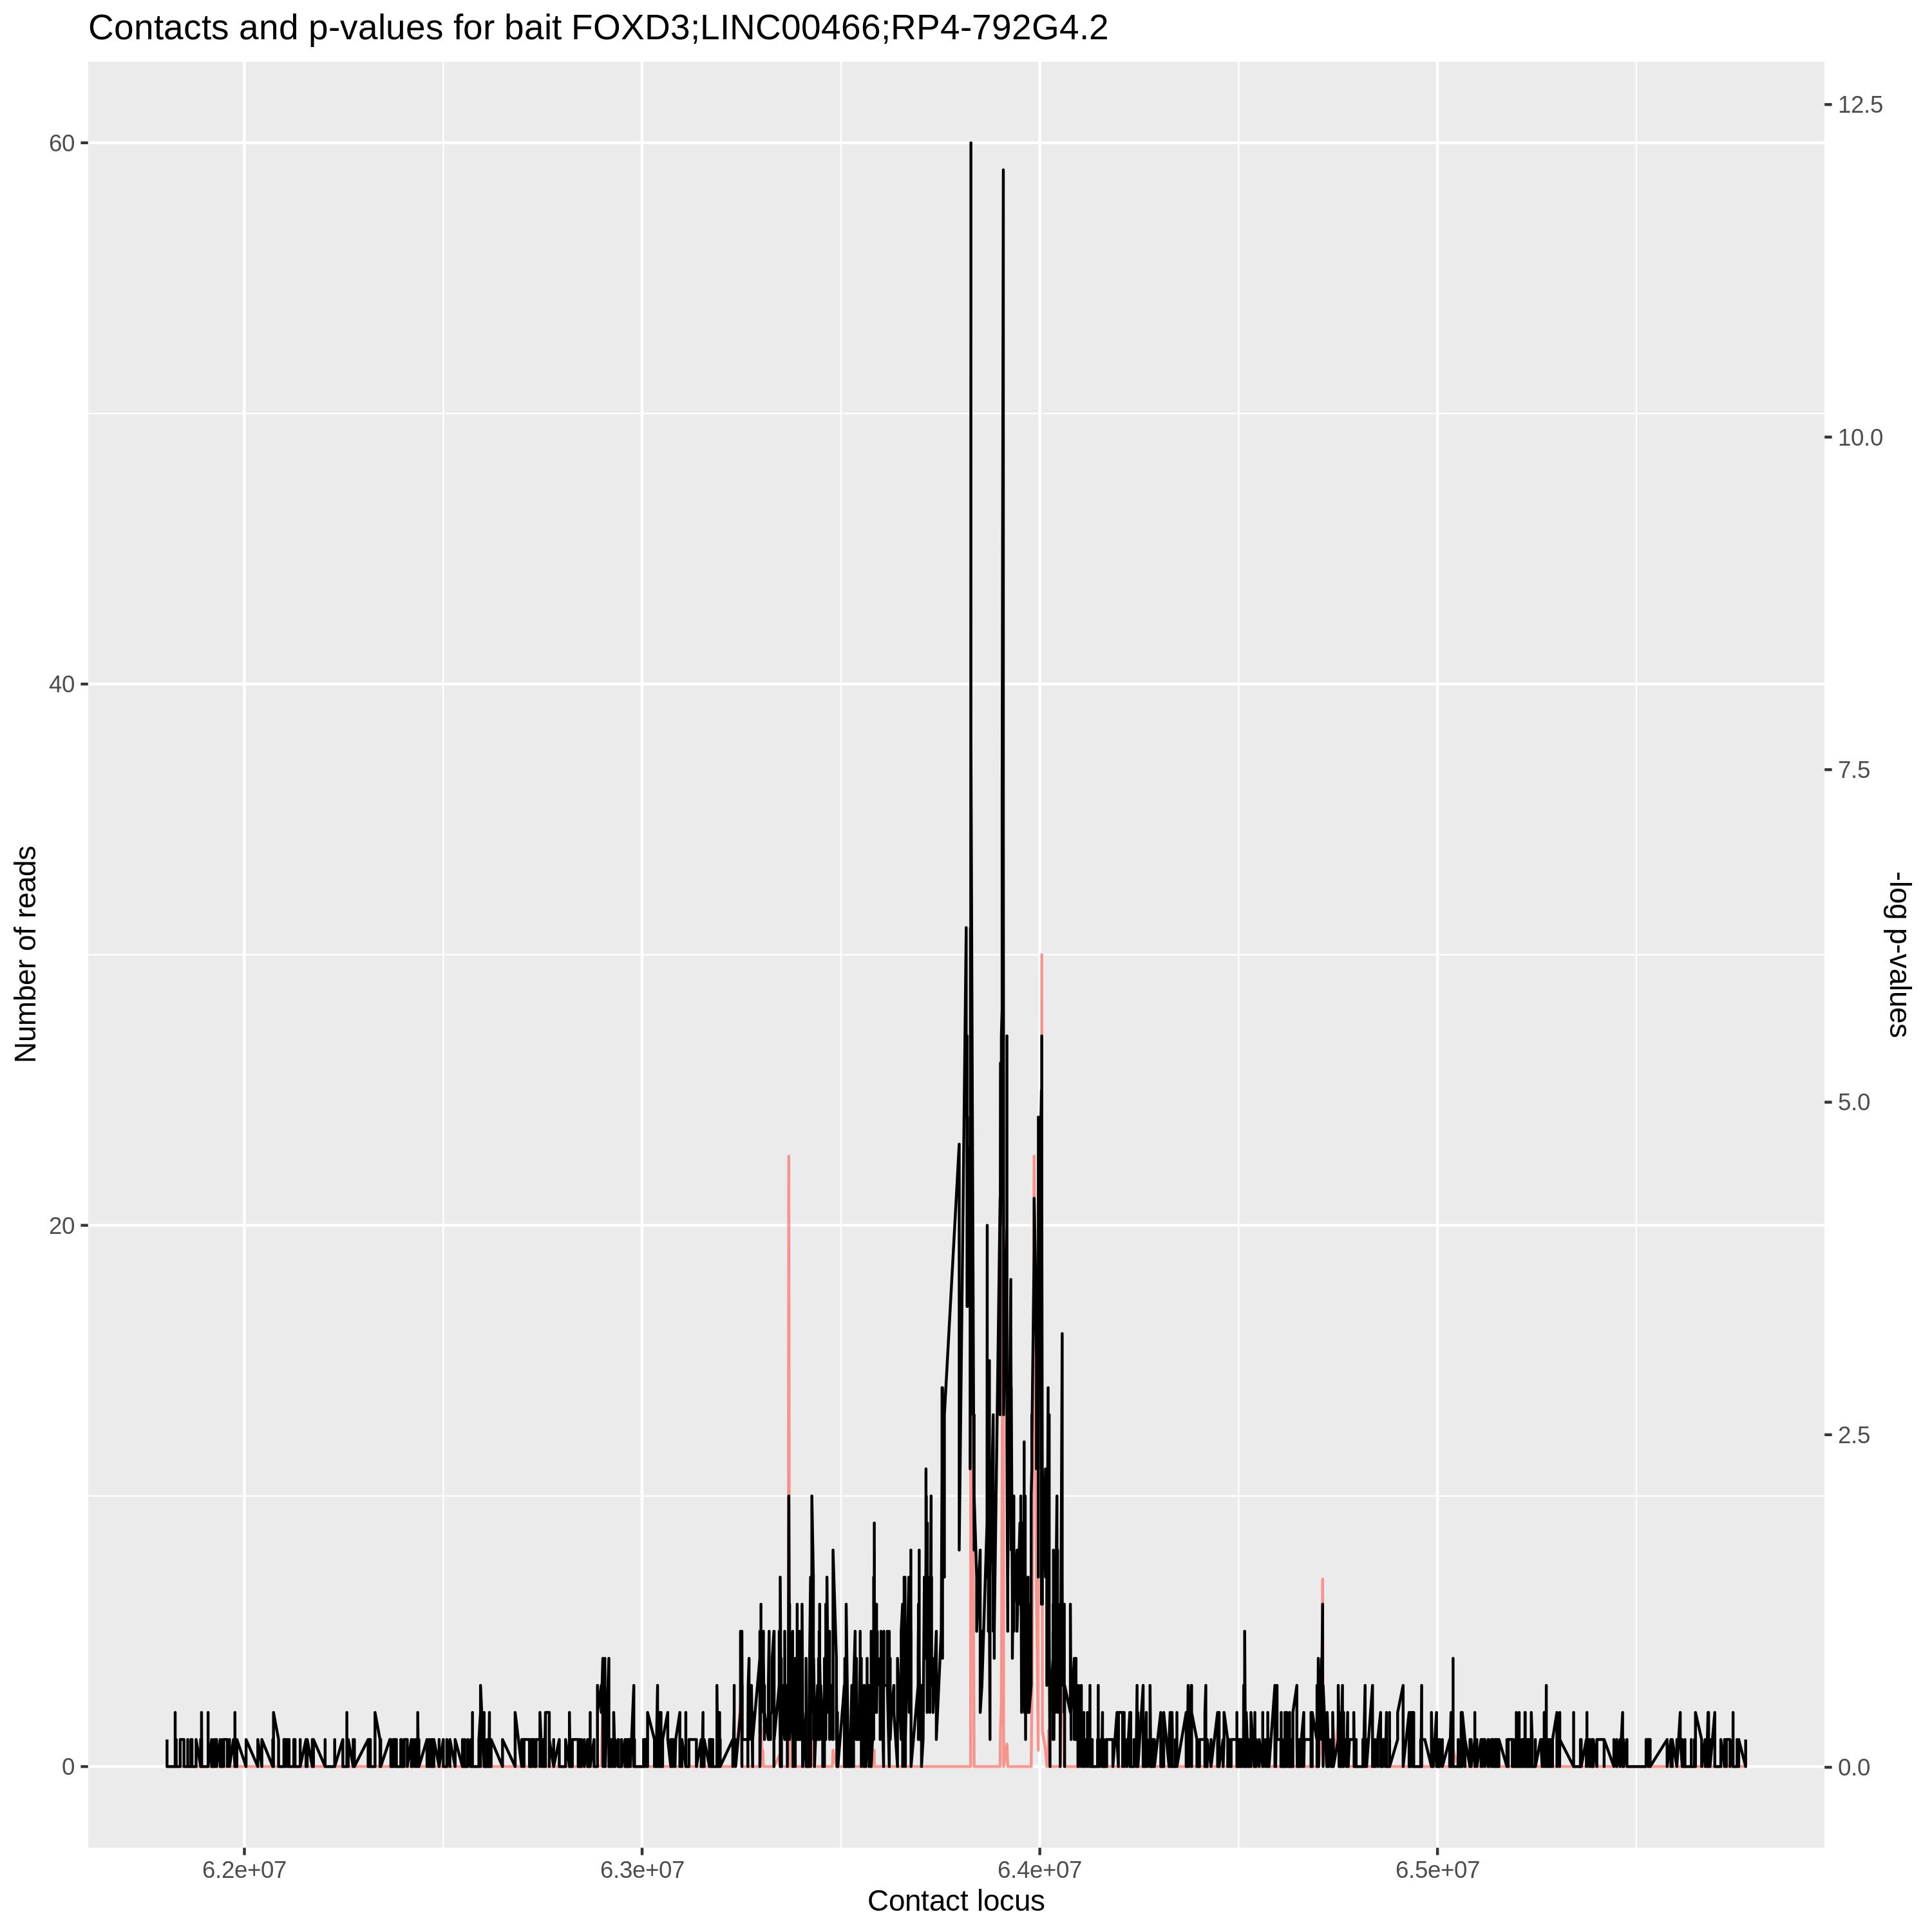 Contacts and p-values for bait FOXD3;LINC00466;RP4-792G4.2
60
40
20
0
Number of reads
12.5
10.0
7.5
5.0
2.5
0.0
-log p-values
6.2e+07
6.3e+07
6.4e+07
6.5e+07
Contact locus